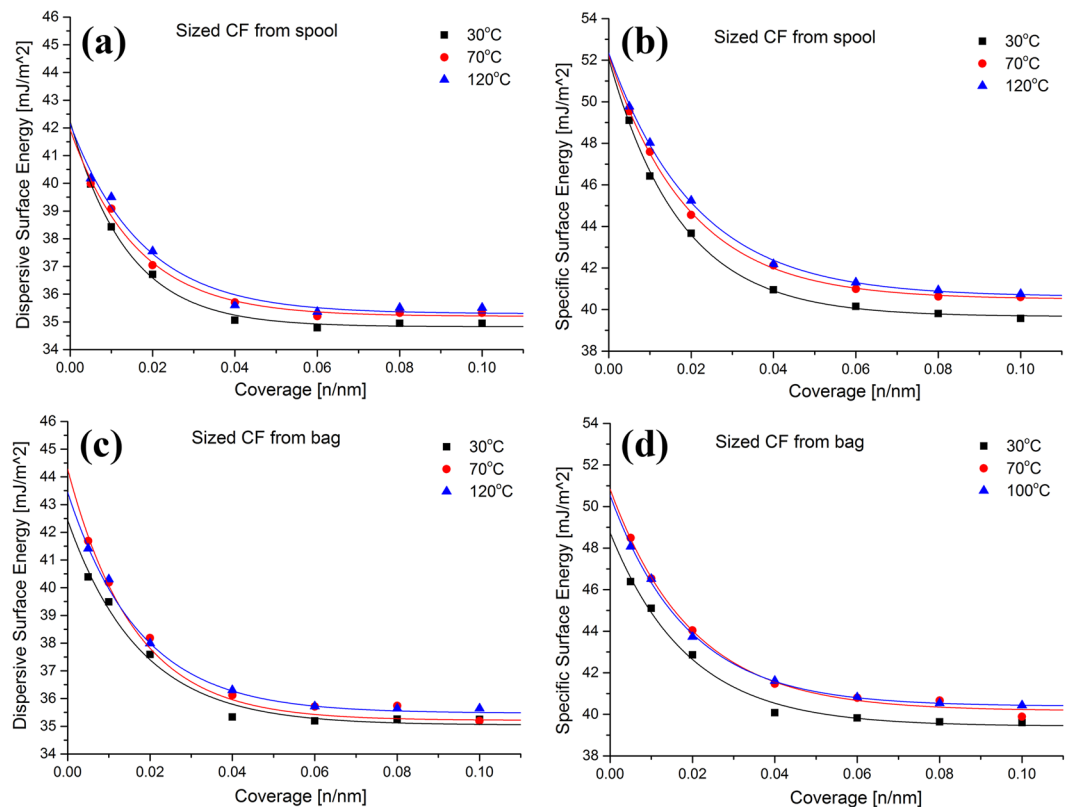 (a)
Sized CF from spool
30°C
70°C
120°C
Dispersive Surface Energy [mJ/m^2]
46
45
44
43
42
41
40
39
38
37
36
35
34
0.00 0.02 0.04 0.06 0.08 0.10
Coverage [n/nm]
(b)
Sized CF from spool
30°C
70°C
120°C
Specific Surface Energy [mJ/m^2]
54
52
50
48
46
44
42
40
38
0.00 0.02 0.04 0.06 0.08 0.10
Coverage [n/nm]
(c)
Sized CF from bag
30°C
70°C
120°C
Dispersive Surface Energy [mJ/m^2]
46
45
44
43
42
41
40
39
38
37
36
35
34
0.00 0.02 0.04 0.06 0.08 0.10
Coverage [n/nm]
(d)
Sized CF from bag
30°C
70°C
100°C
Specific Surface Energy [mJ/m^2]
54
52
50
48
46
44
42
40
38
0.00 0.02 0.04 0.06 0.08 0.10
Coverage [n/nm]